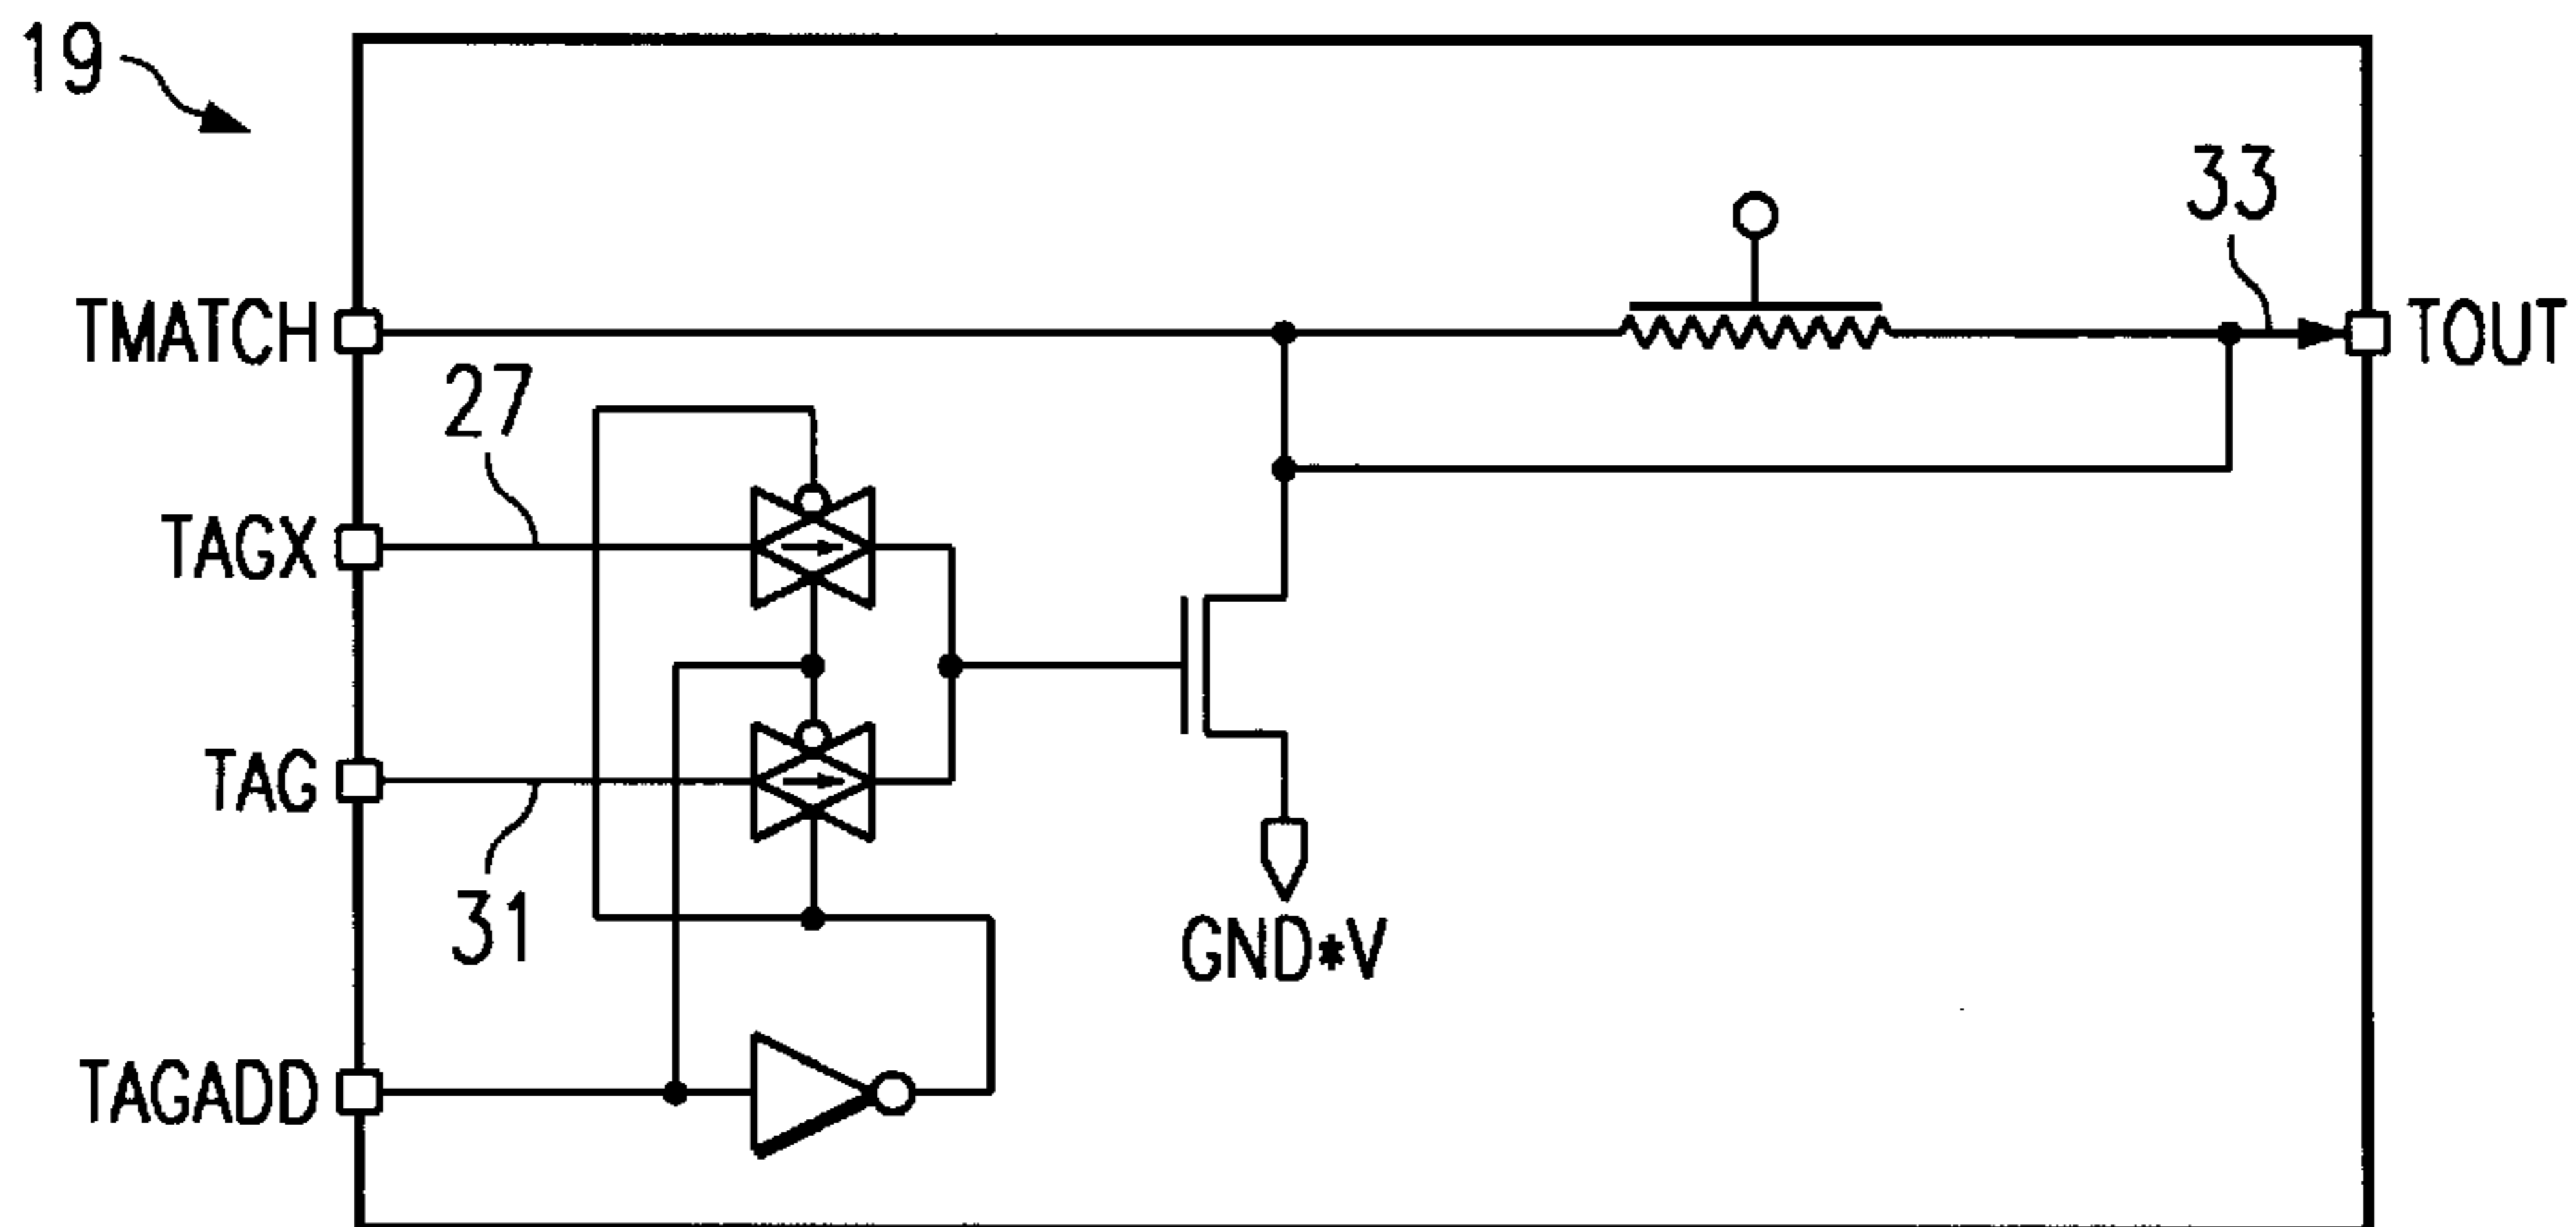 19
33
TMATCH
TOUT
27
TAGX
TAG
31
GND*V
TAGADD